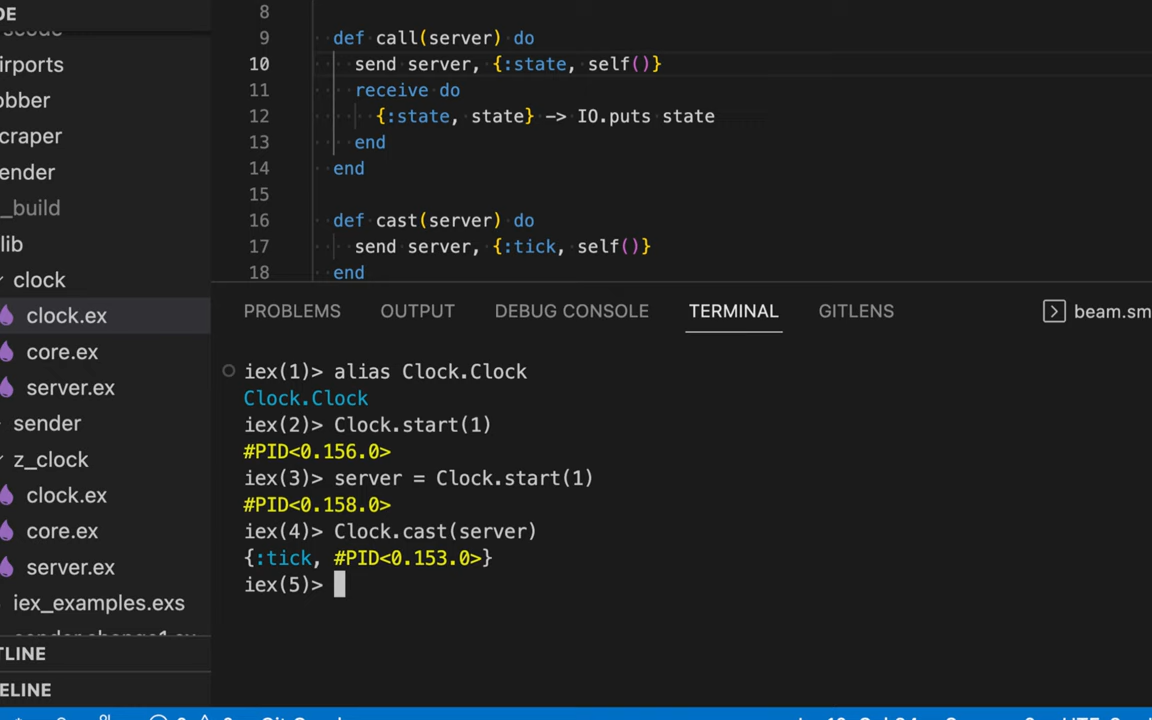 DE
airports
obber
craper
ender
_build
lib
clock
clock.ex
core.ex
server.ex
sender
z_clock
clock.ex
core.ex
server.ex
iex_examples.exs
TLINE
ELINE
8
9 def call(server) do
10 send server, {:state, self()}
11 receive do
12 {:state, state} -> IO.puts state
13 end
14 end
15
16 def cast(server) do
17 send server, {:tick, self()}
18 end
PROBLEMS OUTPUT DEBUG CONSOLE TERMINAL GITLENS beam.sm
iex(1)> alias Clock.Clock
Clock.Clock
iex(2)> Clock.start(1)
#PID<0.156.0>
iex(3)> server = Clock.start(1)
#PID<0.158.0>
iex(4)> Clock.cast(server)
{:tick, #PID<0.153.0>}
iex(5)>